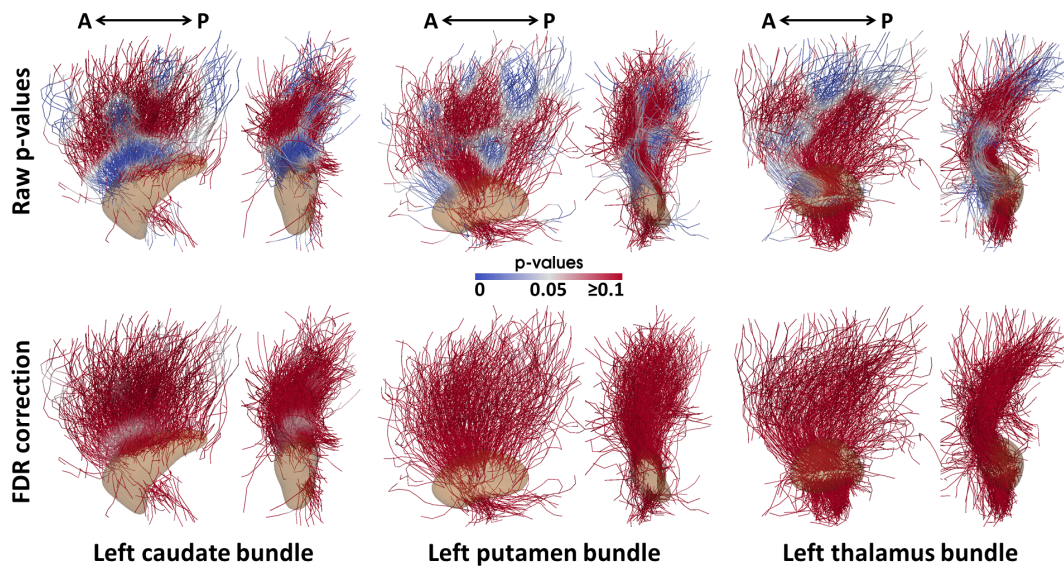 A P A P A P
Raw p-values
p-values
0 0.05 ≥0.1
FDR correction
Left caudate bundle Left putamen bundle Left thalamus bundle